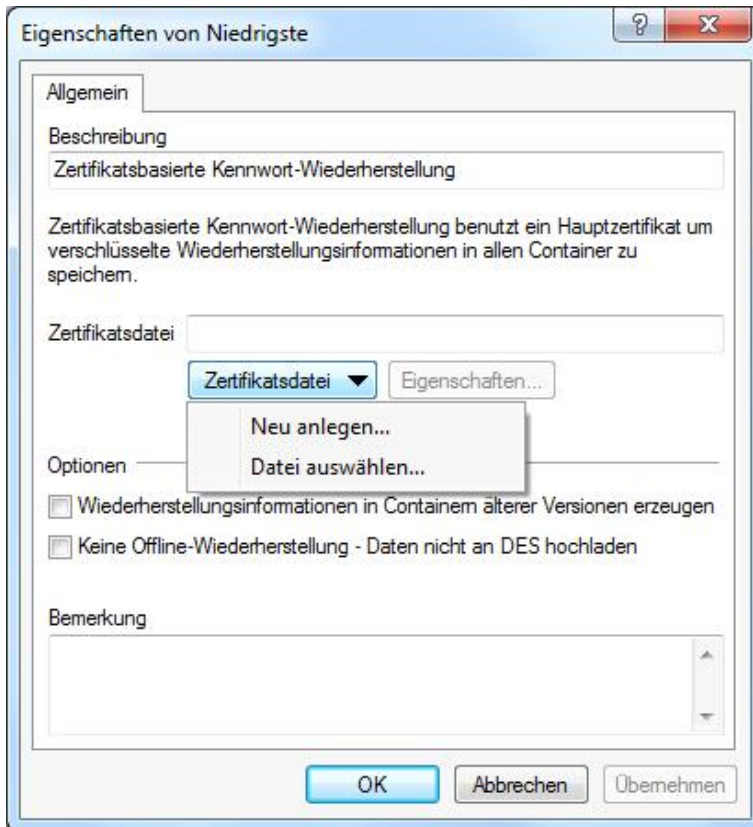 Eigenschaften von Niedrigste
?
Allgemein
Beschreibung
Zertifikatsbasierte Kennwort-Wiederherstellung
Zertifikatsbasierte Kennwort-Wiederherstellung benutzt ein Hauptzertifikat um
verschlüsselte Wiederherstellungsinformationen in allen Container zu
speichern.
Zertifikatsdatei
Zertifikatsdatei
Eigenschaften...
Neu anlegen...
Datei auswählen...
Optionen
Wiederherstellungsinformationen in Containern älterer Versionen erzeugen
Keine Offline-Wiederherstellung - Daten nicht an DES hochladen
Bemerkung
OK
Abbrechen
Übernehmen